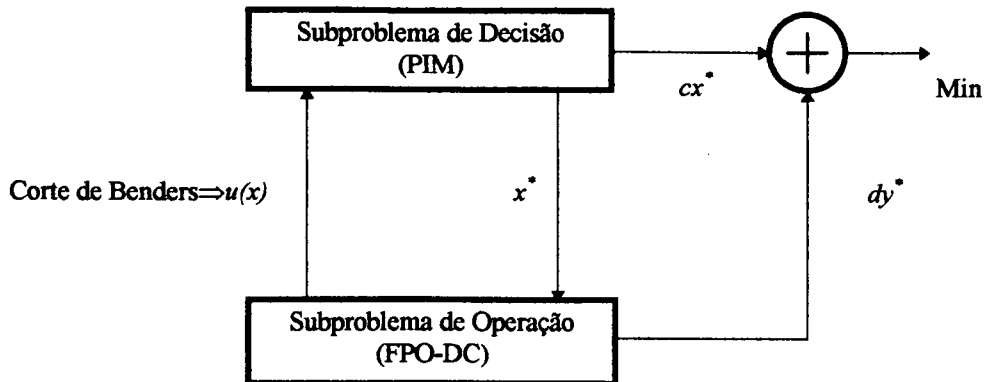 Subproblema de Decisão
(PIM)
cx*
Min
Corte de Benders⇒u(x)
x*
dy*
Subproblema de Operação
(FPO-DC)